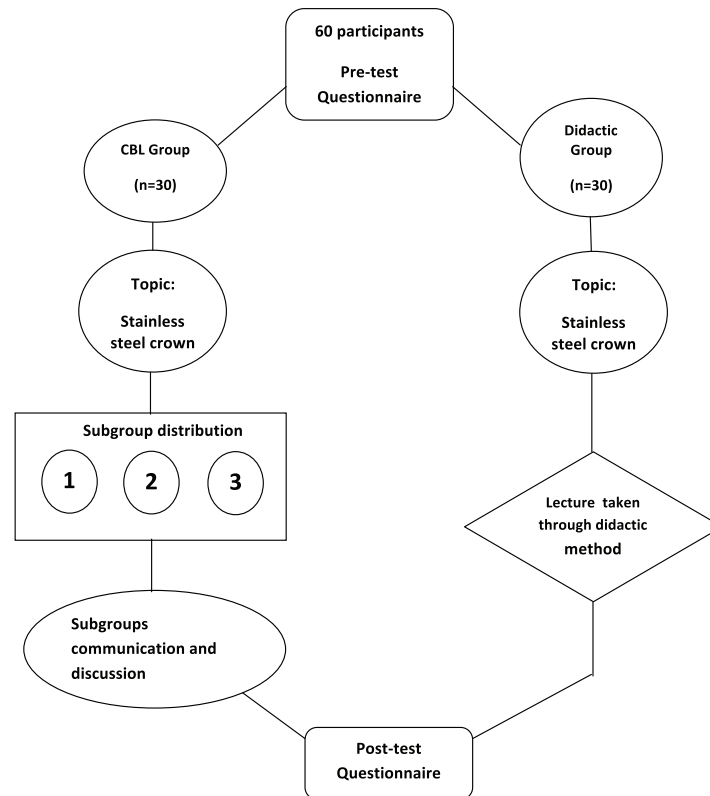 60 participants
Pre-test
Questionnaire
CBL Group
(n=30)
Didactic
Group
(n=30)
Topic:
Stainless
steel crown
Topic:
Stainless
steel crown
Subgroup distribution
1 2 3
Lecture taken
through didactic
method
Subgroups
communication and
discussion
Post-test
Questionnaire